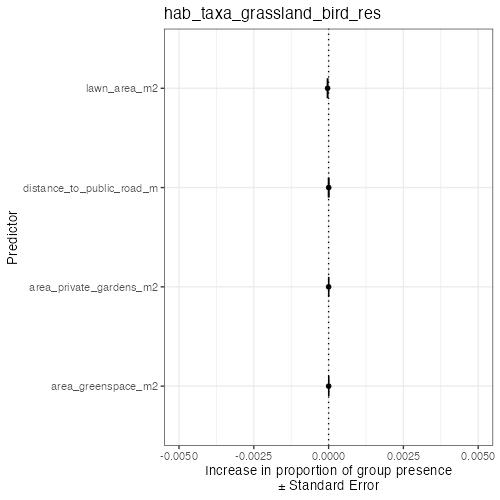 hab_taxa_grassland_bird_res
Predictor
lawn_area_m2
distance_to_public_road_m
area_private_gardens_m2
area_greenspace_m2
-0.0050 -0.0025 0.0000 0.0025 0.0050
Increase in proportion of group presence
± Standard Error